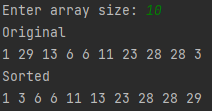 Enter array size: 10
Original
1 29 13 6 6 11 23 28 28 3
Sorted
1 3 6 6 11 13 23 28 28 29